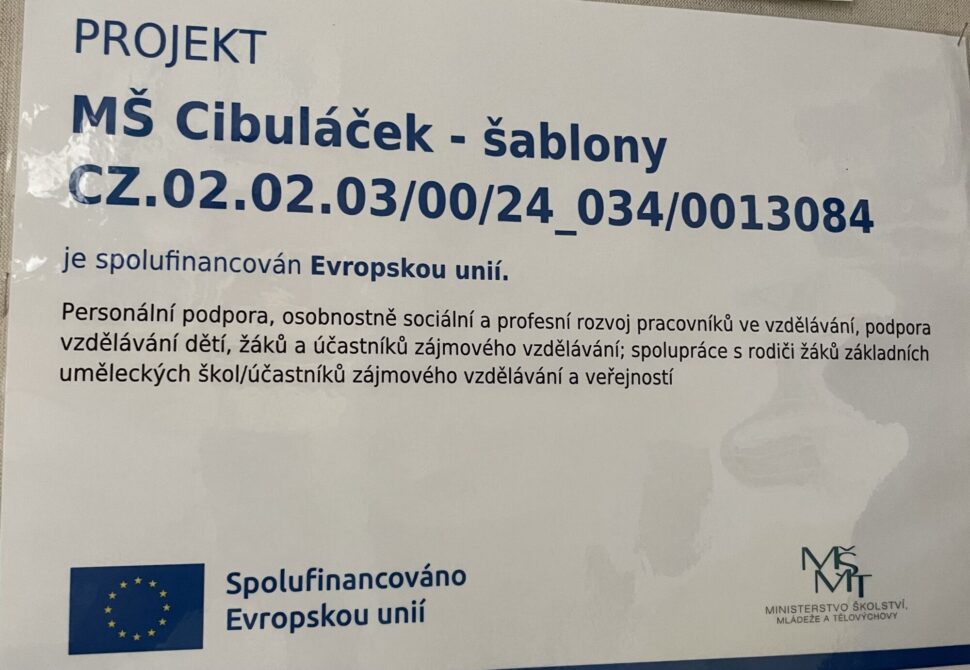 PROJEKT
MŠ Cibuláček - šablony
CZ.02.02.03/00/24_034/0013084
je spolufinancován Evropskou unií.
Personální podpora, osobnostně sociální a profesní rozvoj pracovníků ve vzdělávání, podpora
vzdělávání dětí, žáků a účastníků zájmového vzdělávání; spolupráce s rodiči žáků základních
uměleckých škol/účastníků zájmového vzdělávání a veřejností
Spolufinancováno
Evropskou unií
MŠ
MT
MINISTERSTVO ŠKOLSTVÍ,
MLÁDEŽE A TĚLOVÝCHOVY